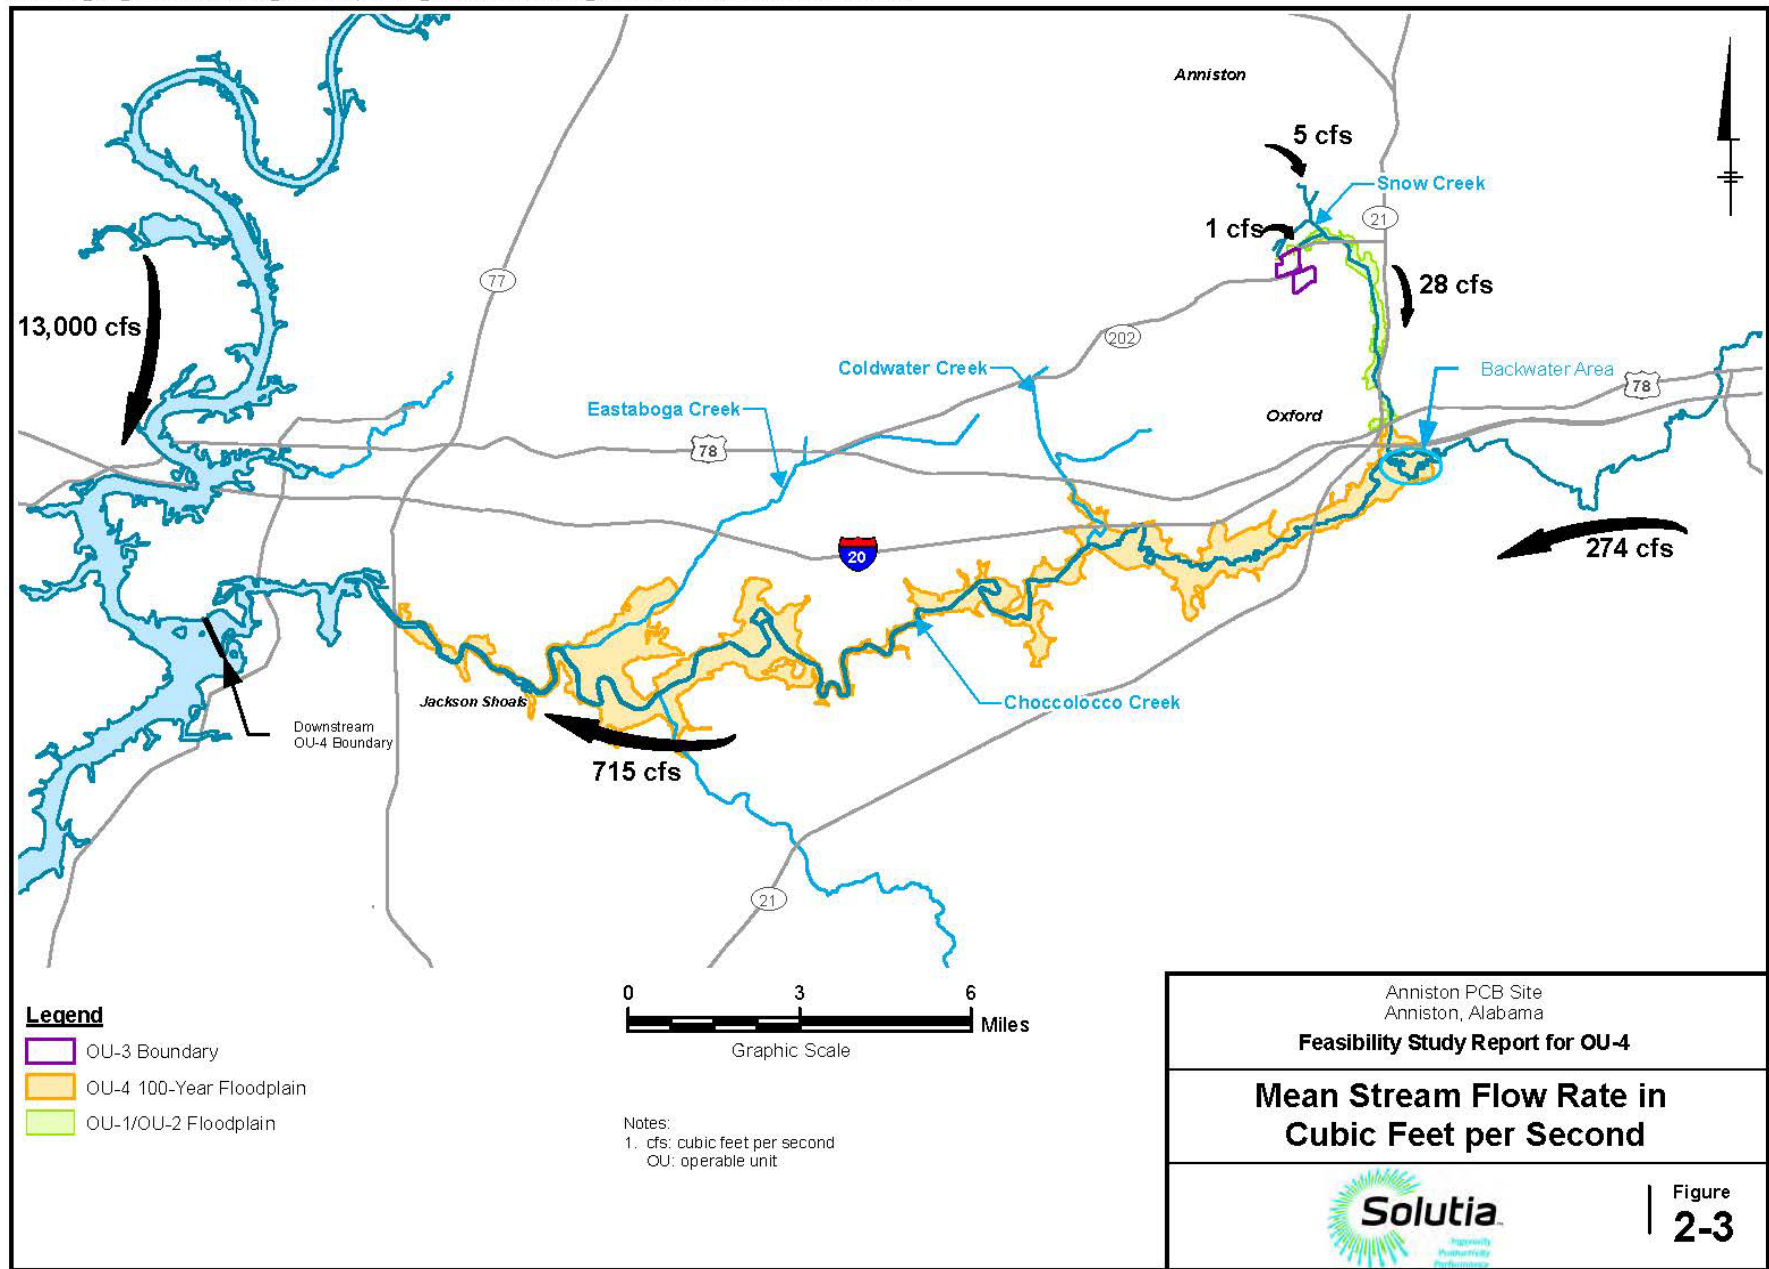 Anniston
5 cfs
Snow Creek
21
1 cfs
28 cfs
77
13,000 cfs
202
Coldwater Creek
Backwater Area
78
Eastaboga Creek
Oxford
78
20
274 cfs
Jackson Shoals
Choccolocco Creek
Downstream
OU-4 Boundary
715 cfs
21
0 3 6
Miles
Graphic Scale
Legend
OU-3 Boundary
OU-4 100-Year Floodplain
OU-1/OU-2 Floodplain
Notes:
1. cfs: cubic feet per second
OU: operable unit
Anniston PCB Site
Anniston, Alabama
Feasibility Study Report for OU-4
Mean Stream Flow Rate in
Cubic Feet per Second
Solutia
Ingenuity
Productivity
Performance
Figure
2-3